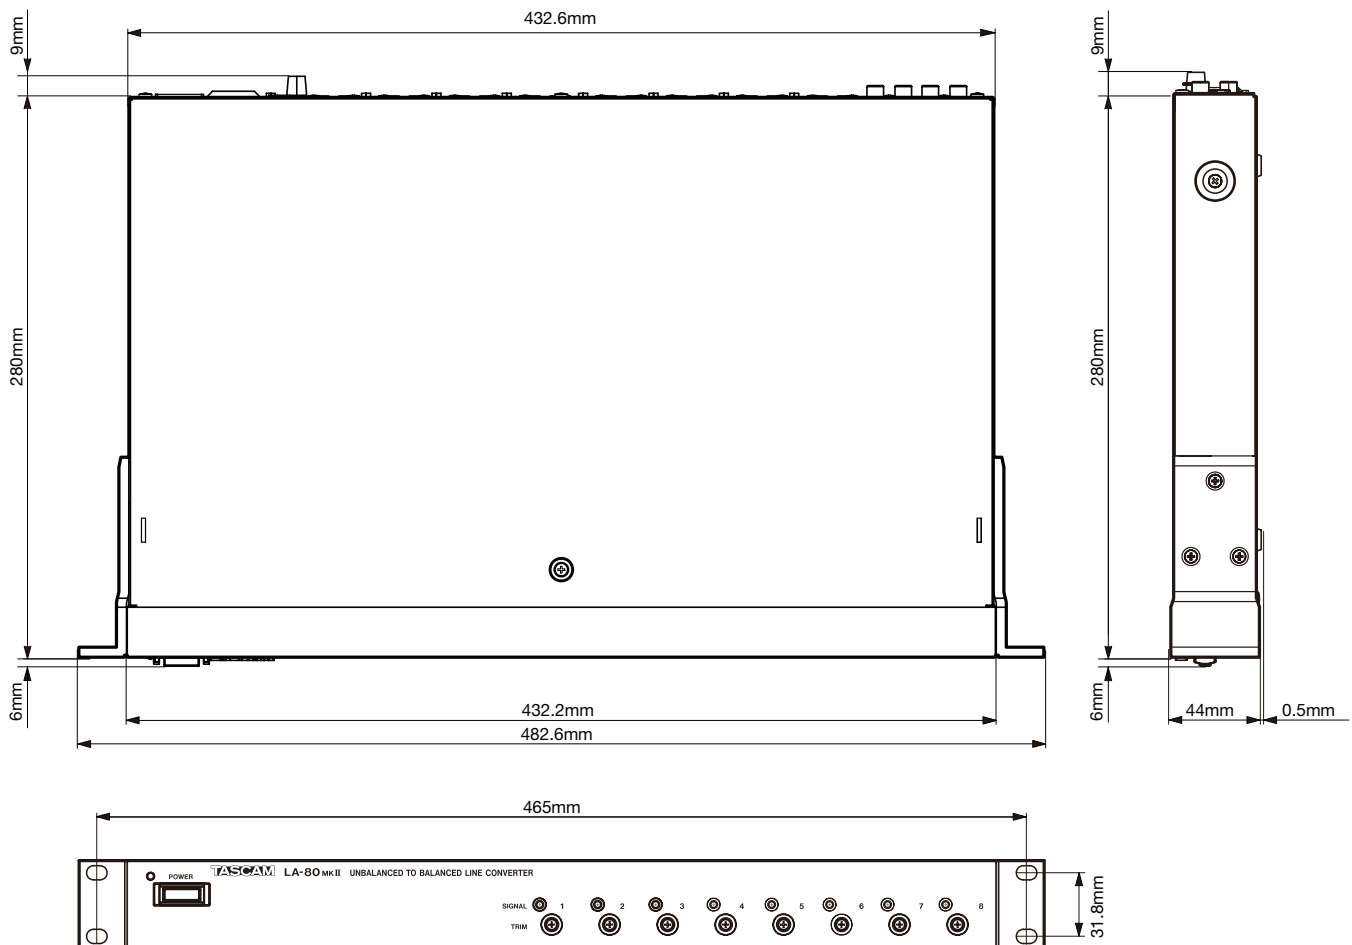 432.6mm
9mm
9mm
280mm
280mm
6mm
6mm
432.2mm
44mm
0.5mm
482.6mm
465mm
POWER
TASCAM LA-80 MKII UNBALANCED TO BALANCED LINE CONVERTER
SIGNAL 1 2 3 4 5 6 7 8
TRIM
31.8mm